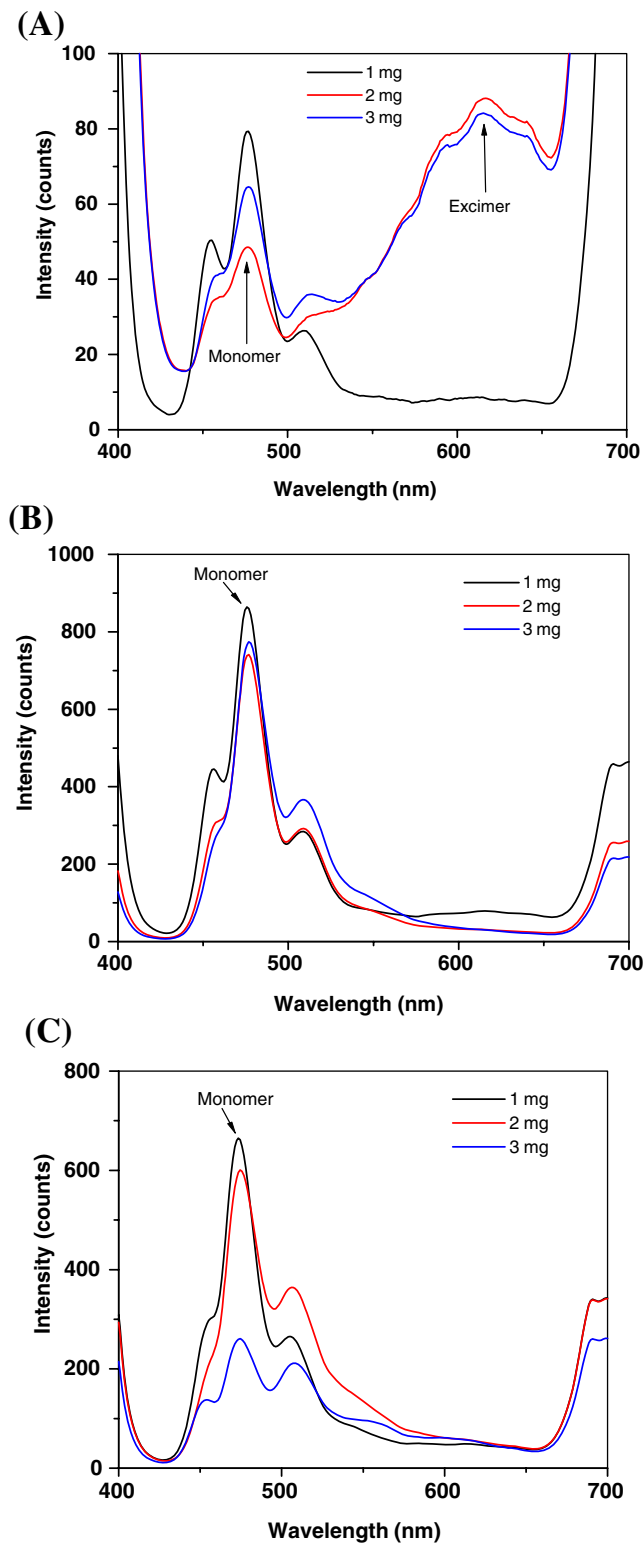 (A)
100
80
60
40
20
0
Intensity (counts)
1 mg
2 mg
3 mg
Excimer
Monomer
400
500
600
700
Wavelength (nm)
(B)
1000
800
600
400
200
0
Intensity (counts)
Monomer
1 mg
2 mg
3 mg
400
500
600
700
Wavelength (nm)
(C)
800
600
400
200
0
Intensity (counts)
Monomer
1 mg
2 mg
3 mg
400
500
600
700
Wavelength (nm)